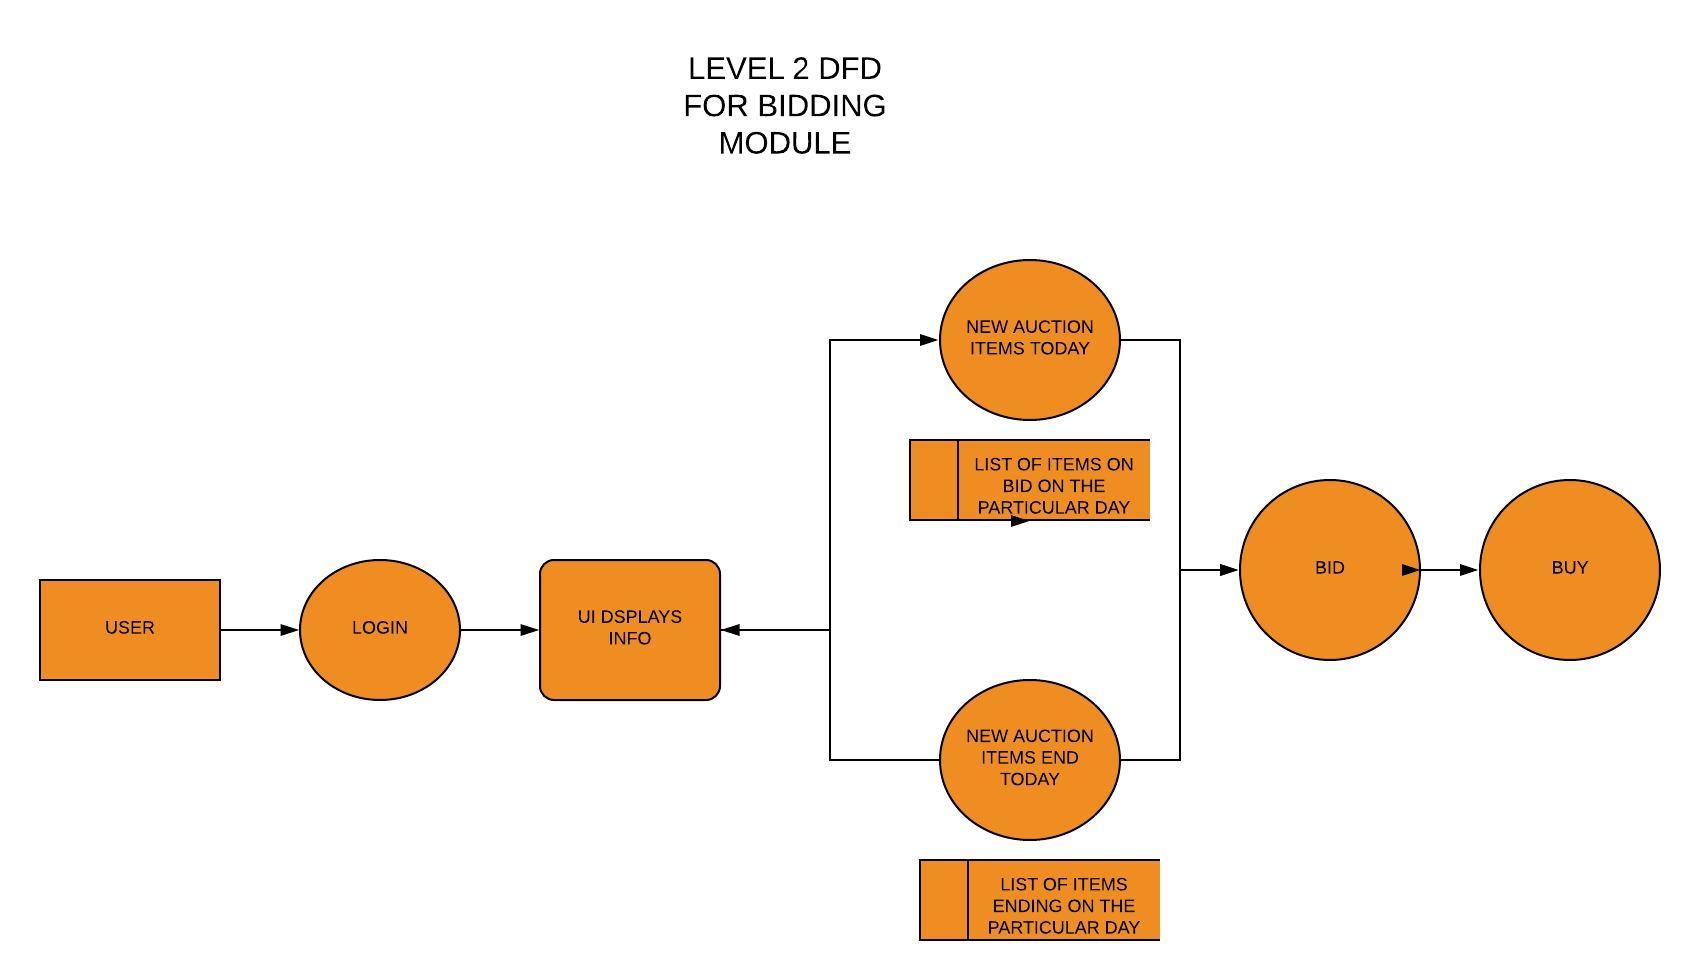 LEVEL 2 DFD
FOR BIDDING
MODULE
NEW AUCTION
ITEMS TODAY
LIST OF ITEMS ON
BID ON THE
PARTICULAR DAY
USER
LOGIN
UI DSPLAYS
INFO
BID
BUY
NEW AUCTION
ITEMS END
TODAY
LIST OF ITEMS
ENDING ON THE
PARTICULAR DAY